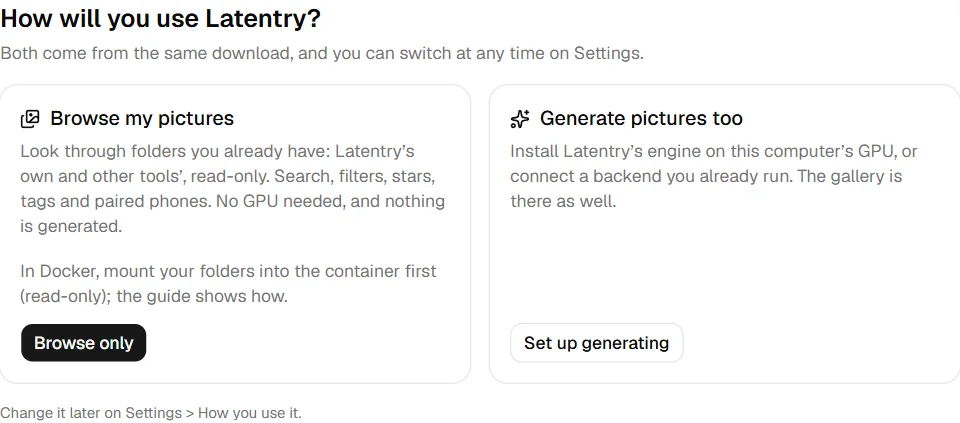 How will you use Latentry?
Both come from the same download, and you can switch at any time on Settings.
Browse my pictures
Look through folders you already have: Latentry’s
own and other tools’, read-only. Search, filters, stars,
tags and paired phones. No GPU needed, and nothing
is generated.
In Docker, mount your folders into the container first
(read-only); the guide shows how.
Browse only
Generate pictures too
Install Latentry’s engine on this computer’s GPU, or
connect a backend you already run. The gallery is
there as well.
Set up generating
Change it later on Settings > How you use it.